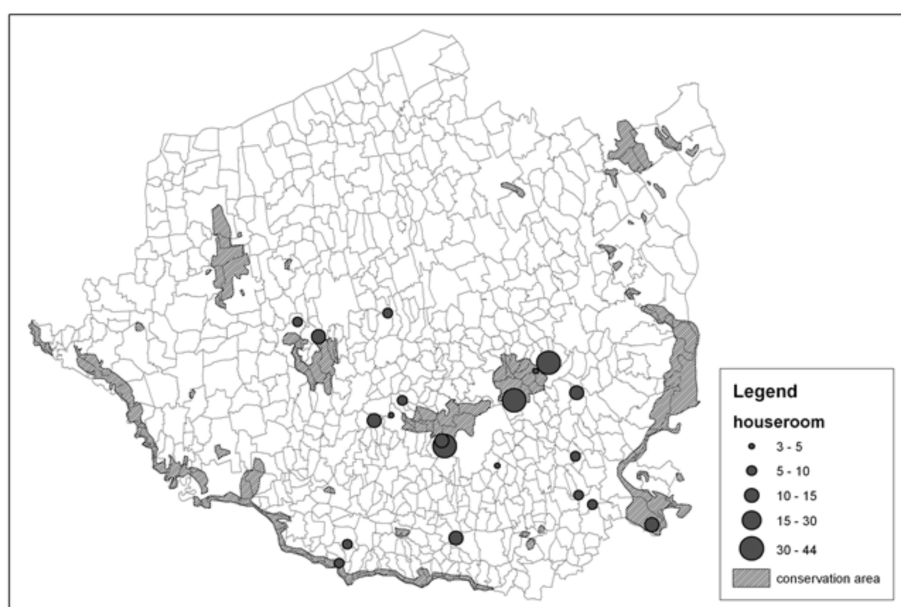 Legend
houseroom
3 - 5
5 - 10
10 - 15
15 - 30
30 - 44
conservation area